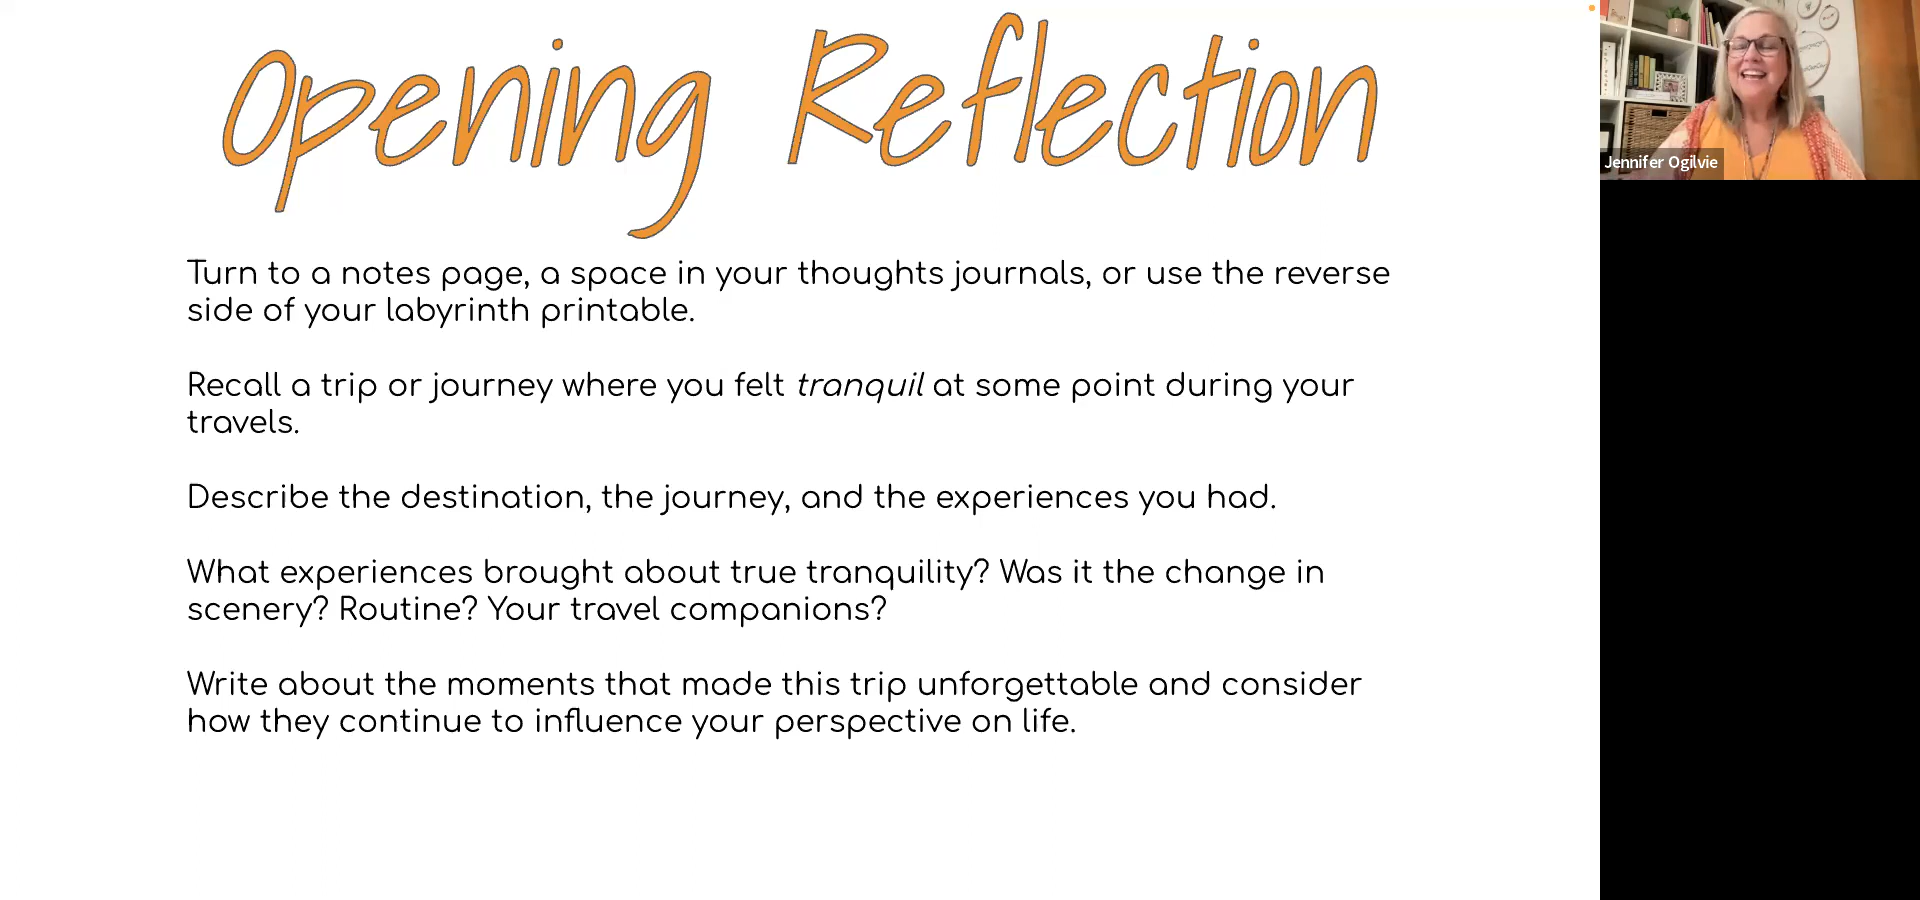 Opening Reflection
Turn to a notes page, a space in your thoughts journals, or use the reverse
side of your labyrinth printable.
Recall a trip or journey where you felt tranquil at some point during your
travels.
Describe the destination, the journey, and the experiences you had.
What experiences brought about true tranquility? Was it the change in
scenery? Routine? Your travel companions?
Write about the moments that made this trip unforgettable and consider
how they continue to influence your perspective on life.
Jennifer Ogilvie